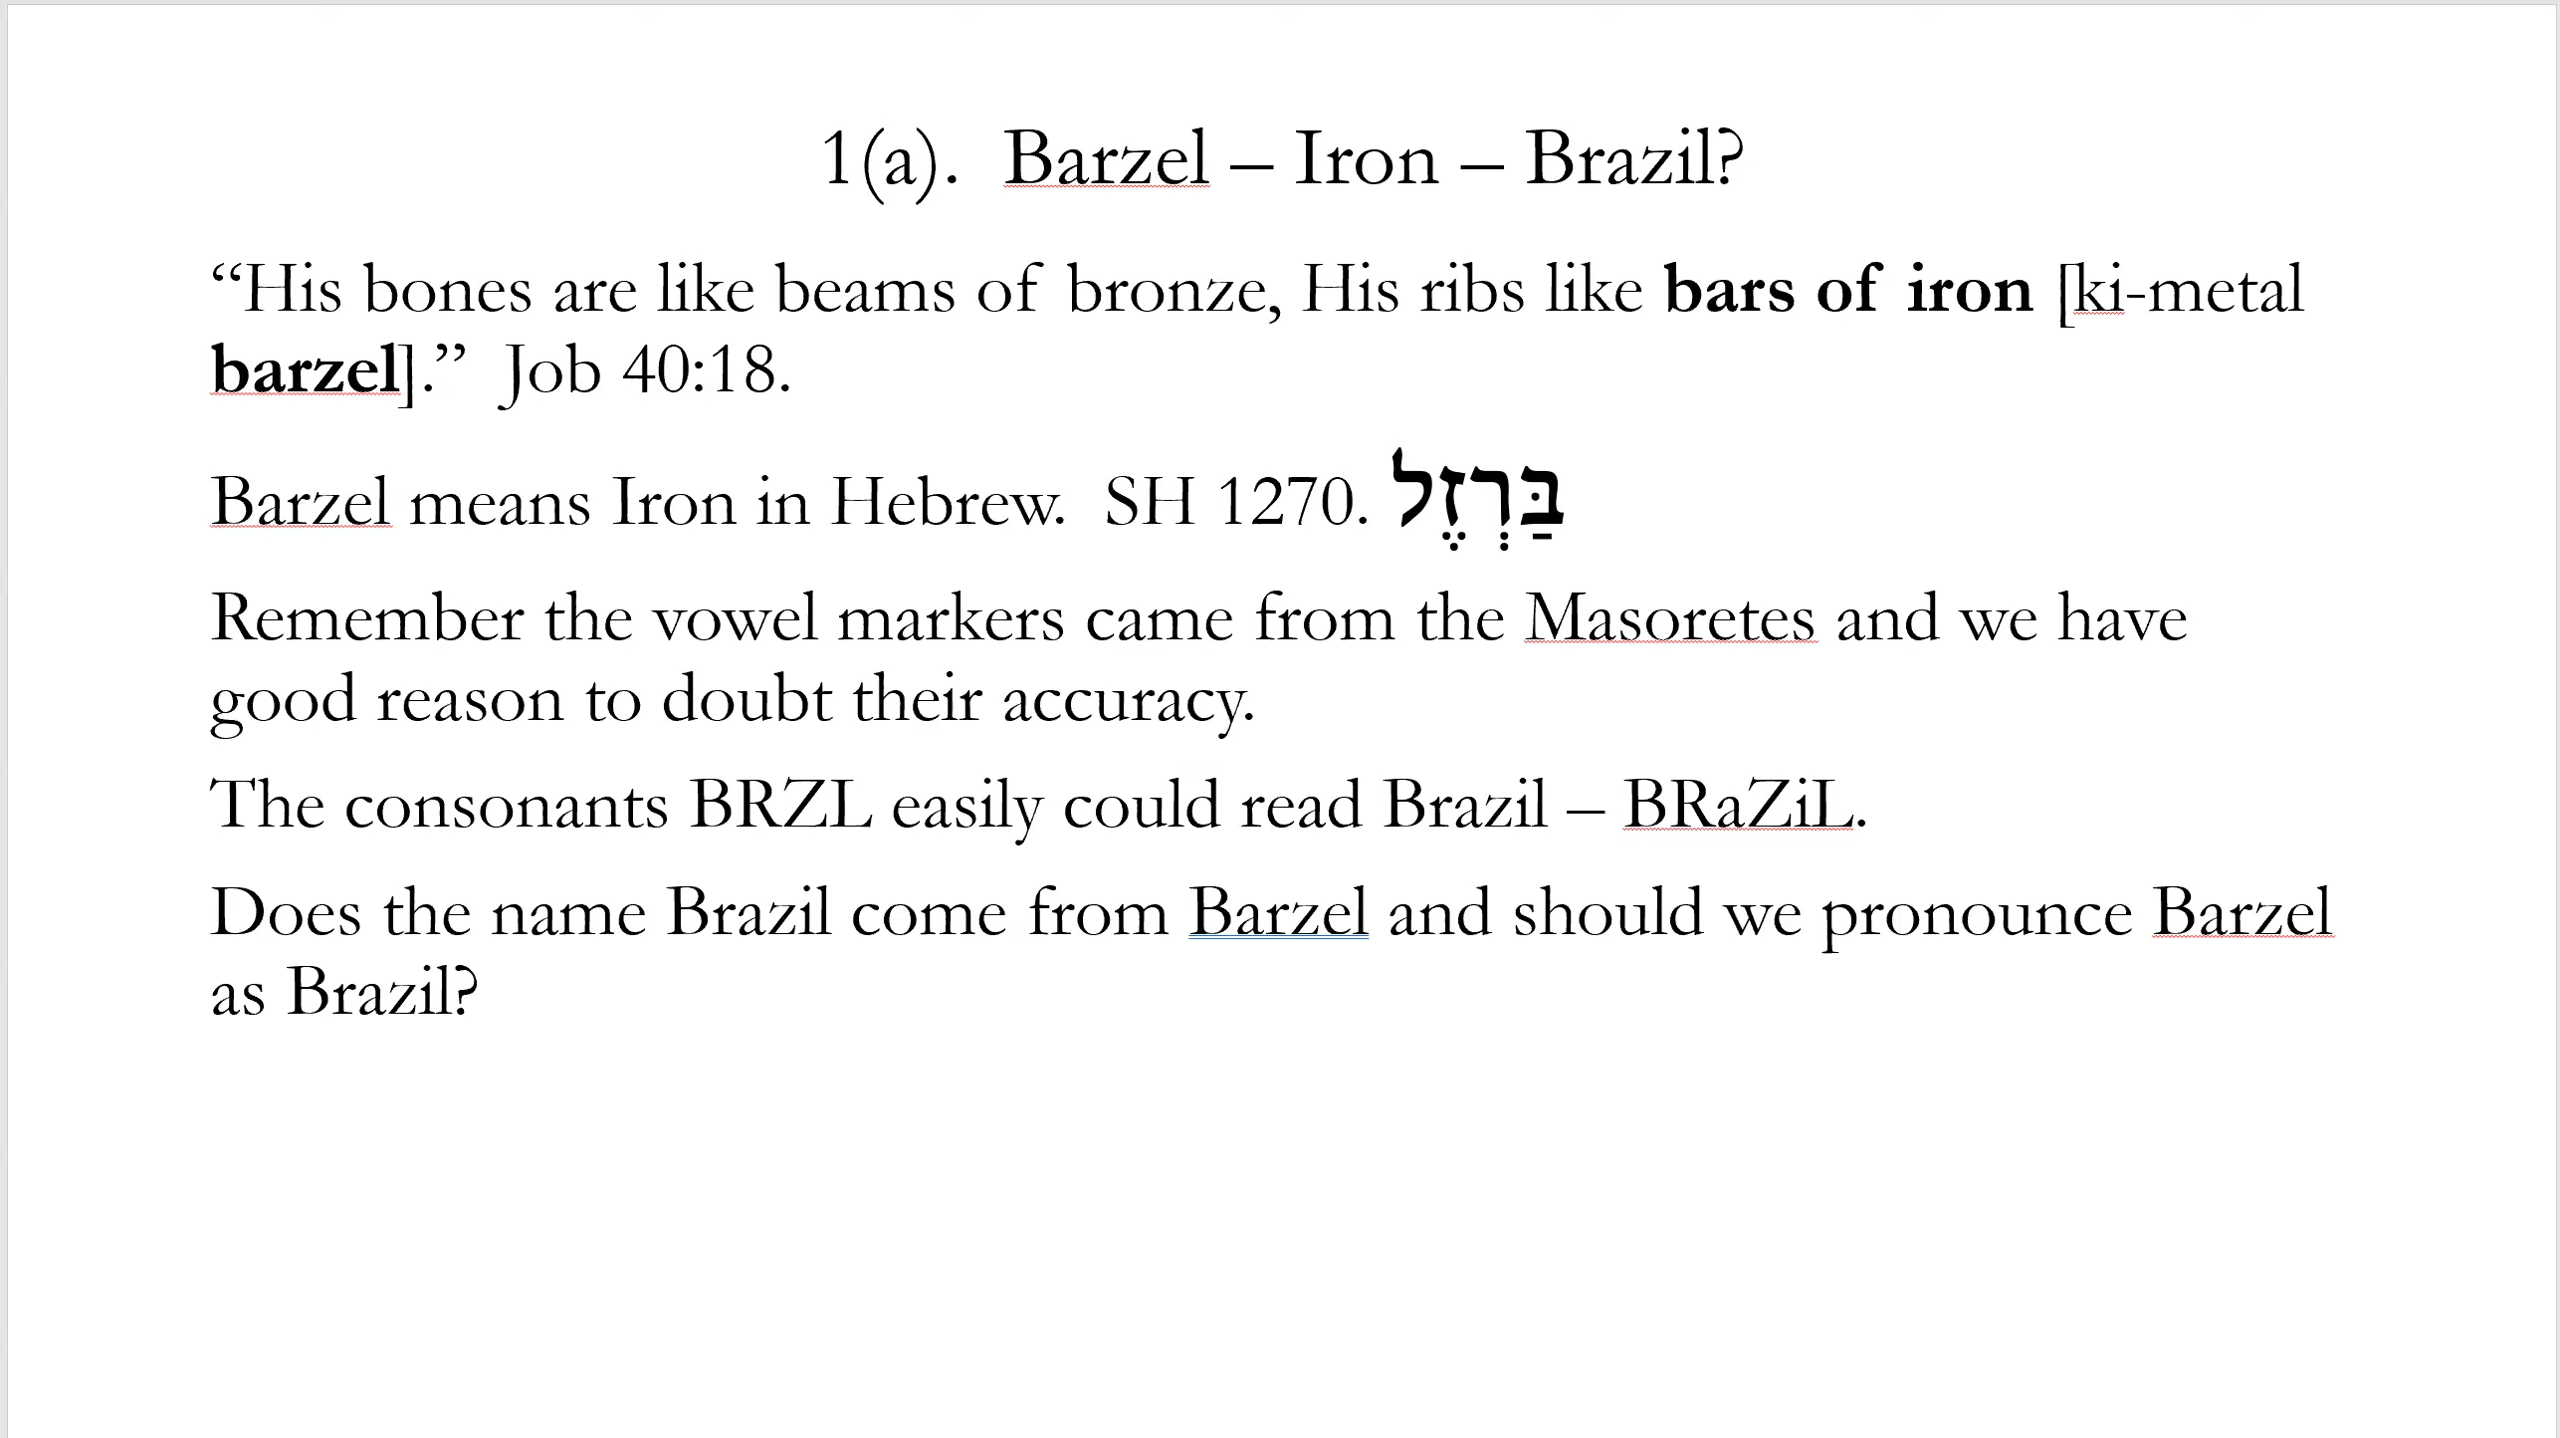 1(a).  Barzel – Iron – Brazil?
“His bones are like beams of bronze, His ribs like bars of iron [ki-metal
barzel].”  Job 40:18.
Barzel means Iron in Hebrew.  SH 1270. בַּרְזֶל
Remember the vowel markers came from the Masoretes and we have
good reason to doubt their accuracy.
The consonants BRZL easily could read Brazil – BRaZiL.
Does the name Brazil come from Barzel and should we pronounce Barzel
as Brazil?